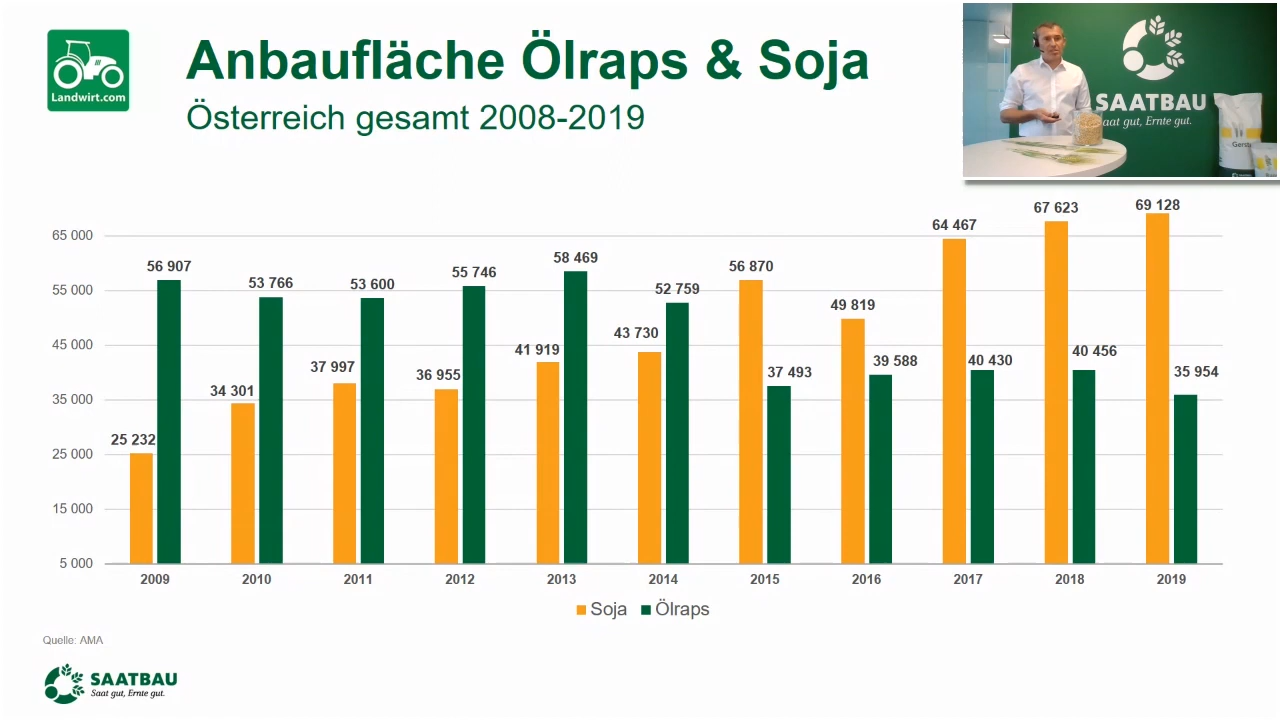 Landwirt.com
Anbaufläche Ölraps & Soja
Österreich gesamt 2008-2019
SAATBAU
Saat gut, Ernte gut.
Gerste
65 000
55 000
45 000
35 000
25 000
15 000
5 000
25 232
56 907
34 301
53 766
37 997
53 600
36 955
55 746
41 919
58 469
43 730
52 759
56 870
37 493
49 819
39 588
64 467
40 430
67 623
40 456
69 128
35 954
2009 2010 2011 2012 2013 2014 2015 2016 2017 2018 2019
Soja Ölraps
Quelle: AMA
SAATBAU
Saat gut, Ernte gut.